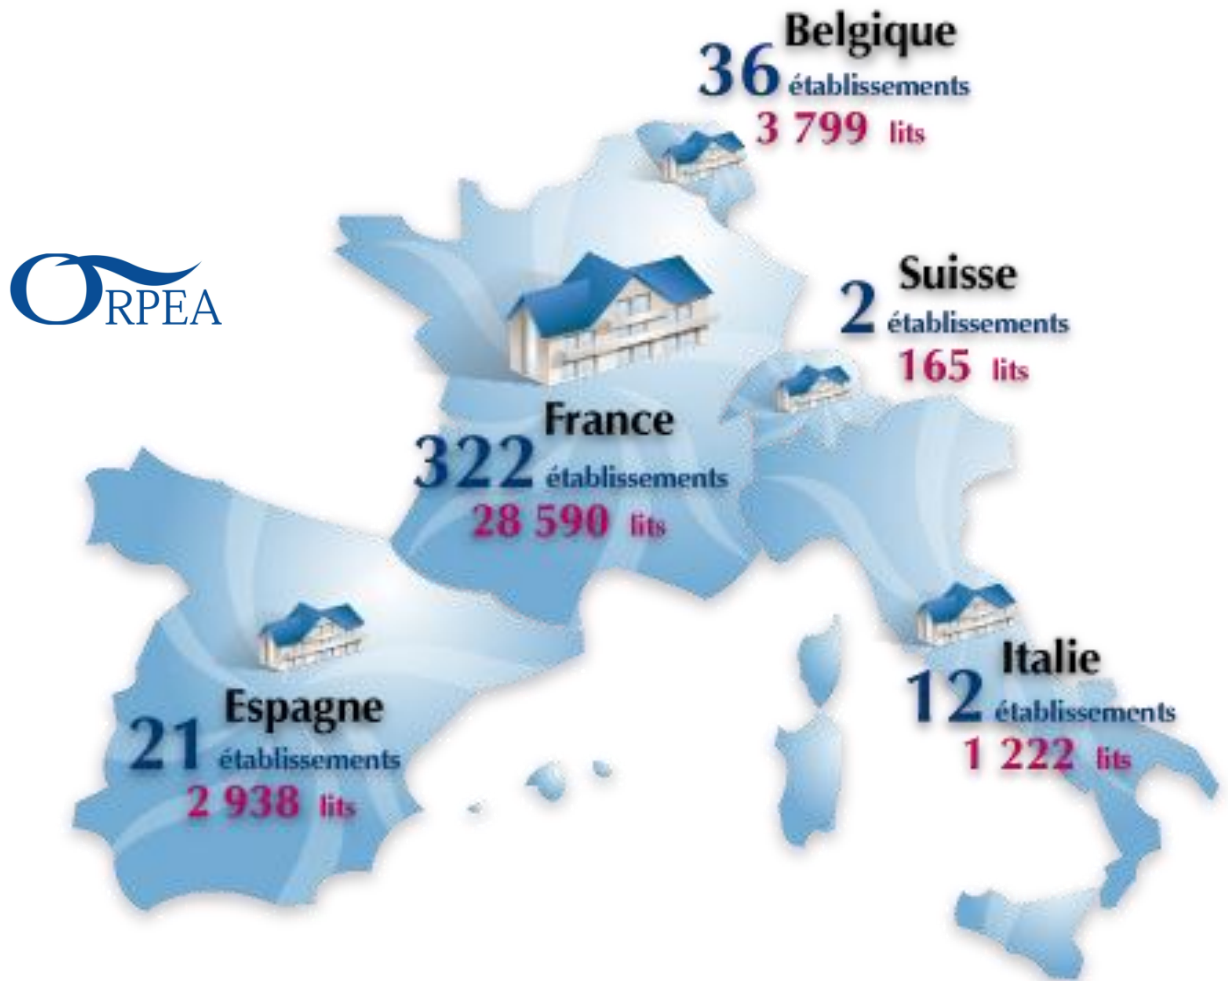 Belgique
36 établissements
3 799 lits
ORPEA
Suisse
2 établissements
165 lits
France
322 établissements
28 590 lits
Italie
12 établissements
1 222 lits
Espagne
21 établissements
2 938 lits